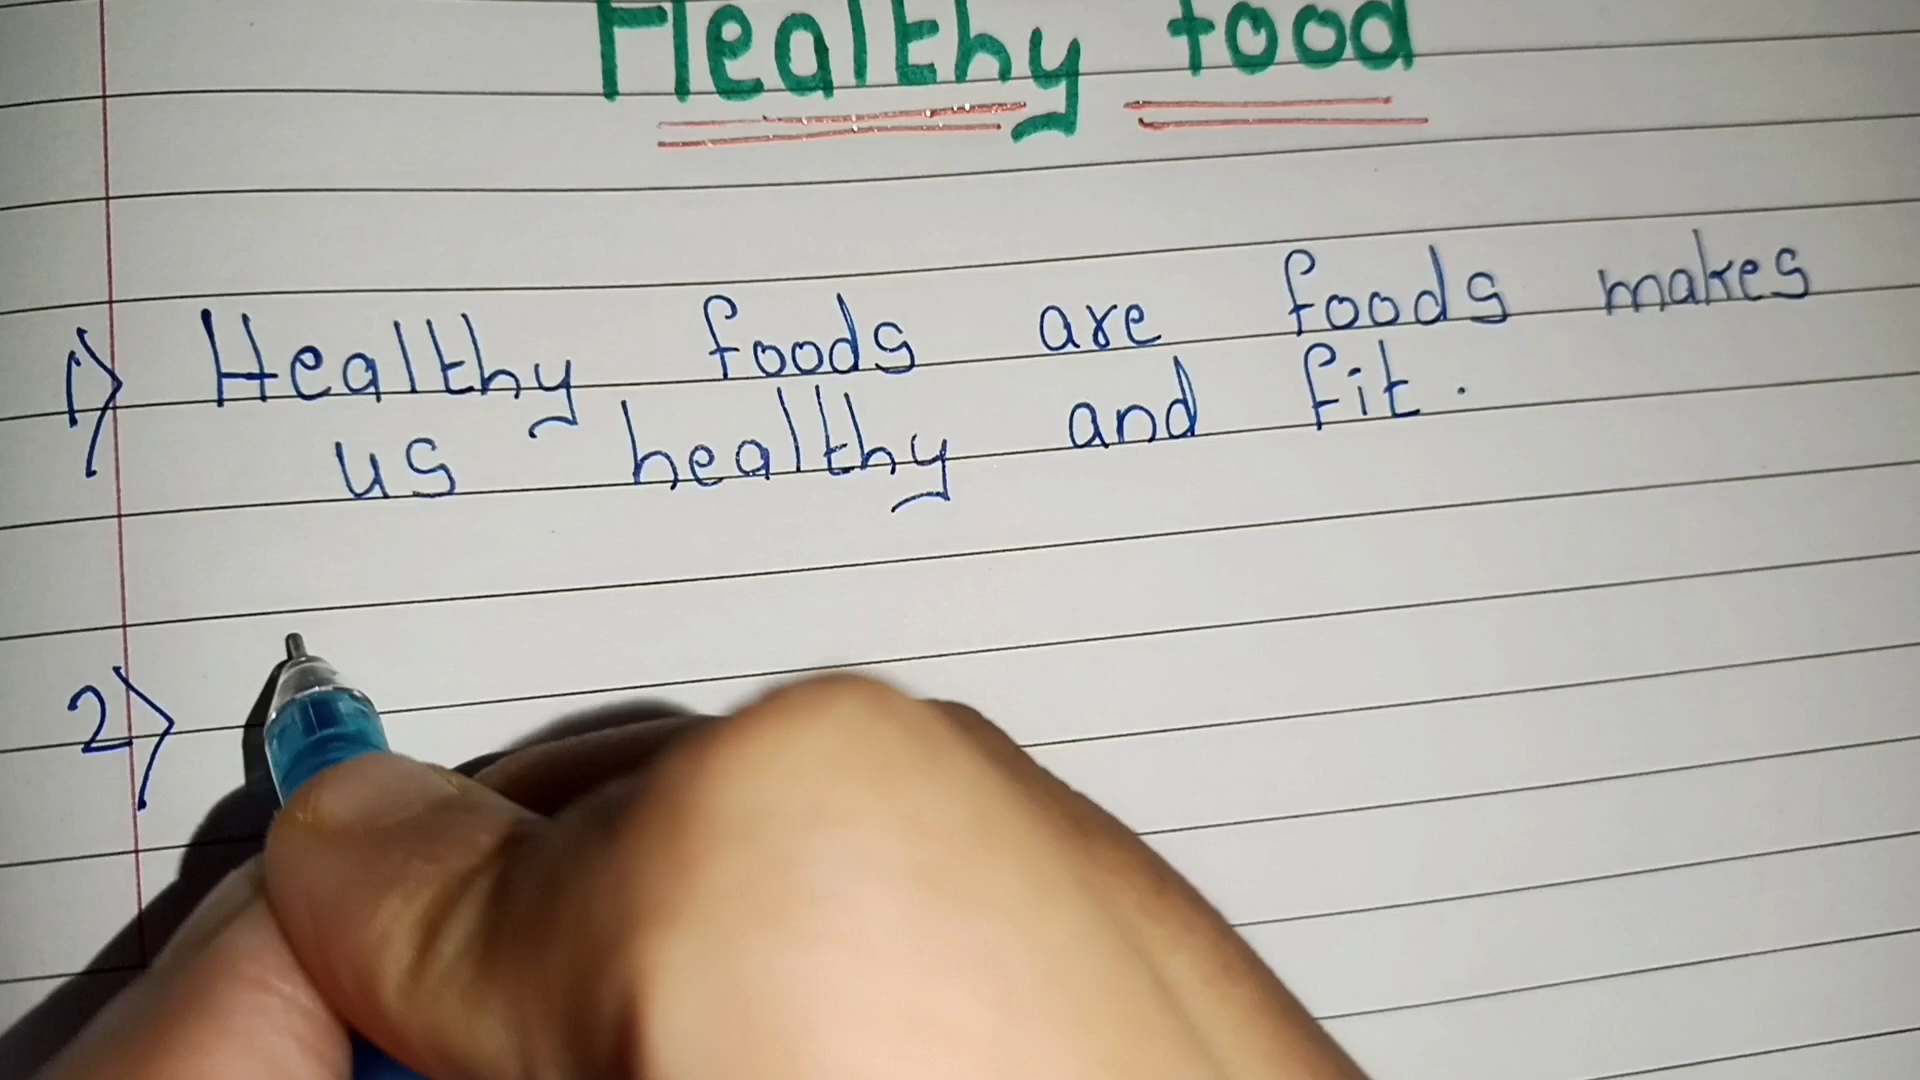 Healthy food
1) Healthy foods are foods makes
us healthy and fit.
2)